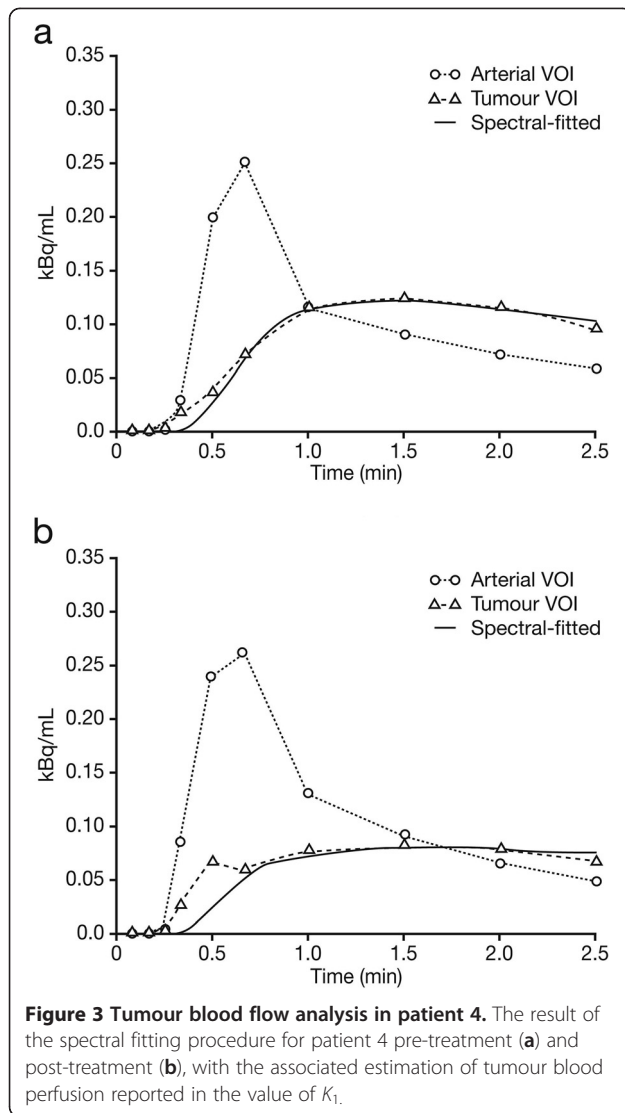 a
0.35
0.30
0.25
0.20
0.15
0.10
0.05
0.0
kBq/mL
Arterial VOI
Tumour VOI
Spectral-fitted
0 0.5 1.0 1.5 2.0 2.5
Time (min)
b
0.35
0.30
0.25
0.20
0.15
0.10
0.05
0.0
kBq/mL
Arterial VOI
Tumour VOI
Spectral-fitted
0 0.5 1.0 1.5 2.0 2.5
Time (min)
Figure 3 Tumour blood flow analysis in patient 4. The result of
the spectral fitting procedure for patient 4 pre-treatment (a) and
post-treatment (b), with the associated estimation of tumour blood
perfusion reported in the value of K1.